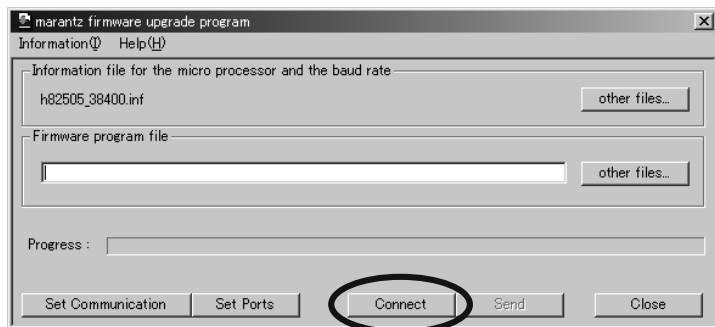 marantz firmware upgrade program
Information(I) Help(H)
Information file for the micro processor and the baud rate
h82505_38400.inf
other files...
Firmware program file
other files...
Progress :
Set Communication Set Ports Connect Send Close